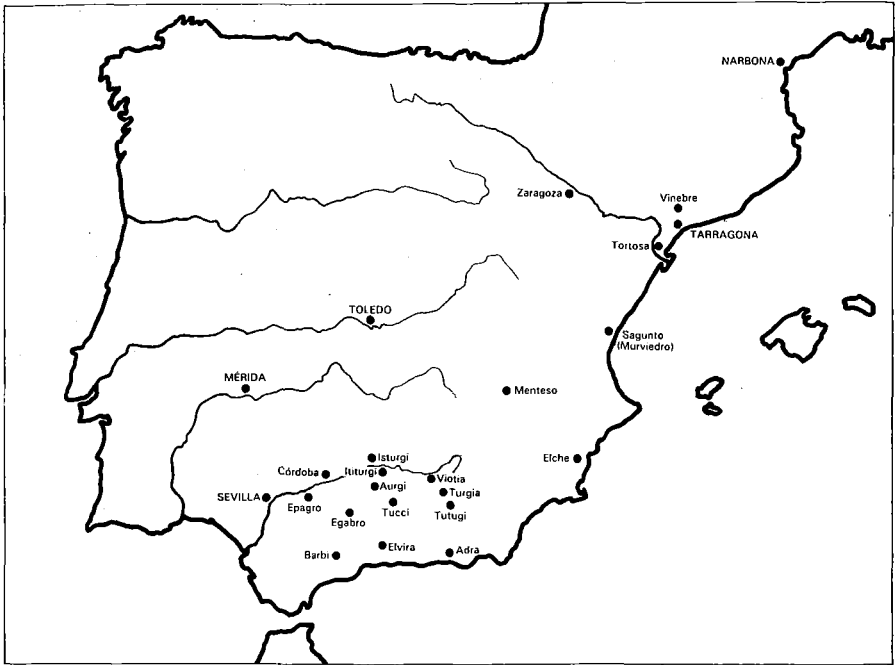 NARBONA
Zaragoza
Vinebre
TARRAGONA
Tortosa
TOLEDO
Sagunto
(Murviedro)
MÉRIDA
Menteso
Isturgi
Elche
Córdoba
Ititurgi
Viotia
Aurgi
SEVILLA
Turgia
Epagro
Tucci
Tutugi
Egabro
Elvira
Adra
Barbi